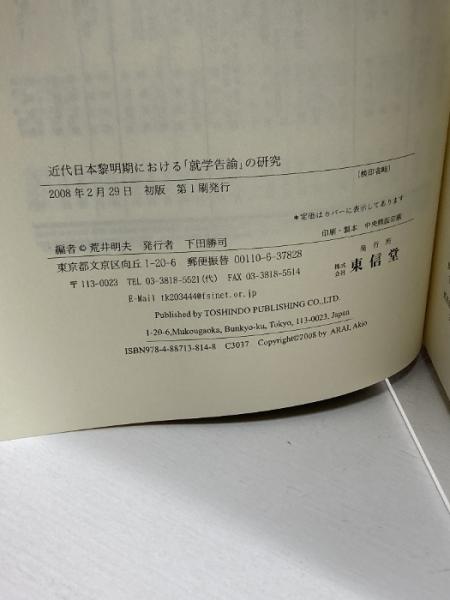 近代日本黎明期における「就学告諭」の研究
2008年2月29日 初版 第1刷発行
〔検印省略〕
*定価はカバーに表示してあります
編者©荒井明夫 発行者 下田勝司
印刷・製本 中央精版印刷
東京都文京区向丘1-20-6 郵便振替 00110-6-37828
〒113-0023 TEL 03-3818-5521(代) FAX 03-3818-5514
発行所
株式会社 東信堂
E-Mail tk203444@fsinet.or.jp
Published by TOSHINDO PUBLISHING CO.,LTD.
1-20-6,Mukougaoka, Bunkyo-ku, Tokyo, 113-0023, Japan
ISBN978-4-88713-814-8 C3037 Copyright©2008 by ARAI, Akio